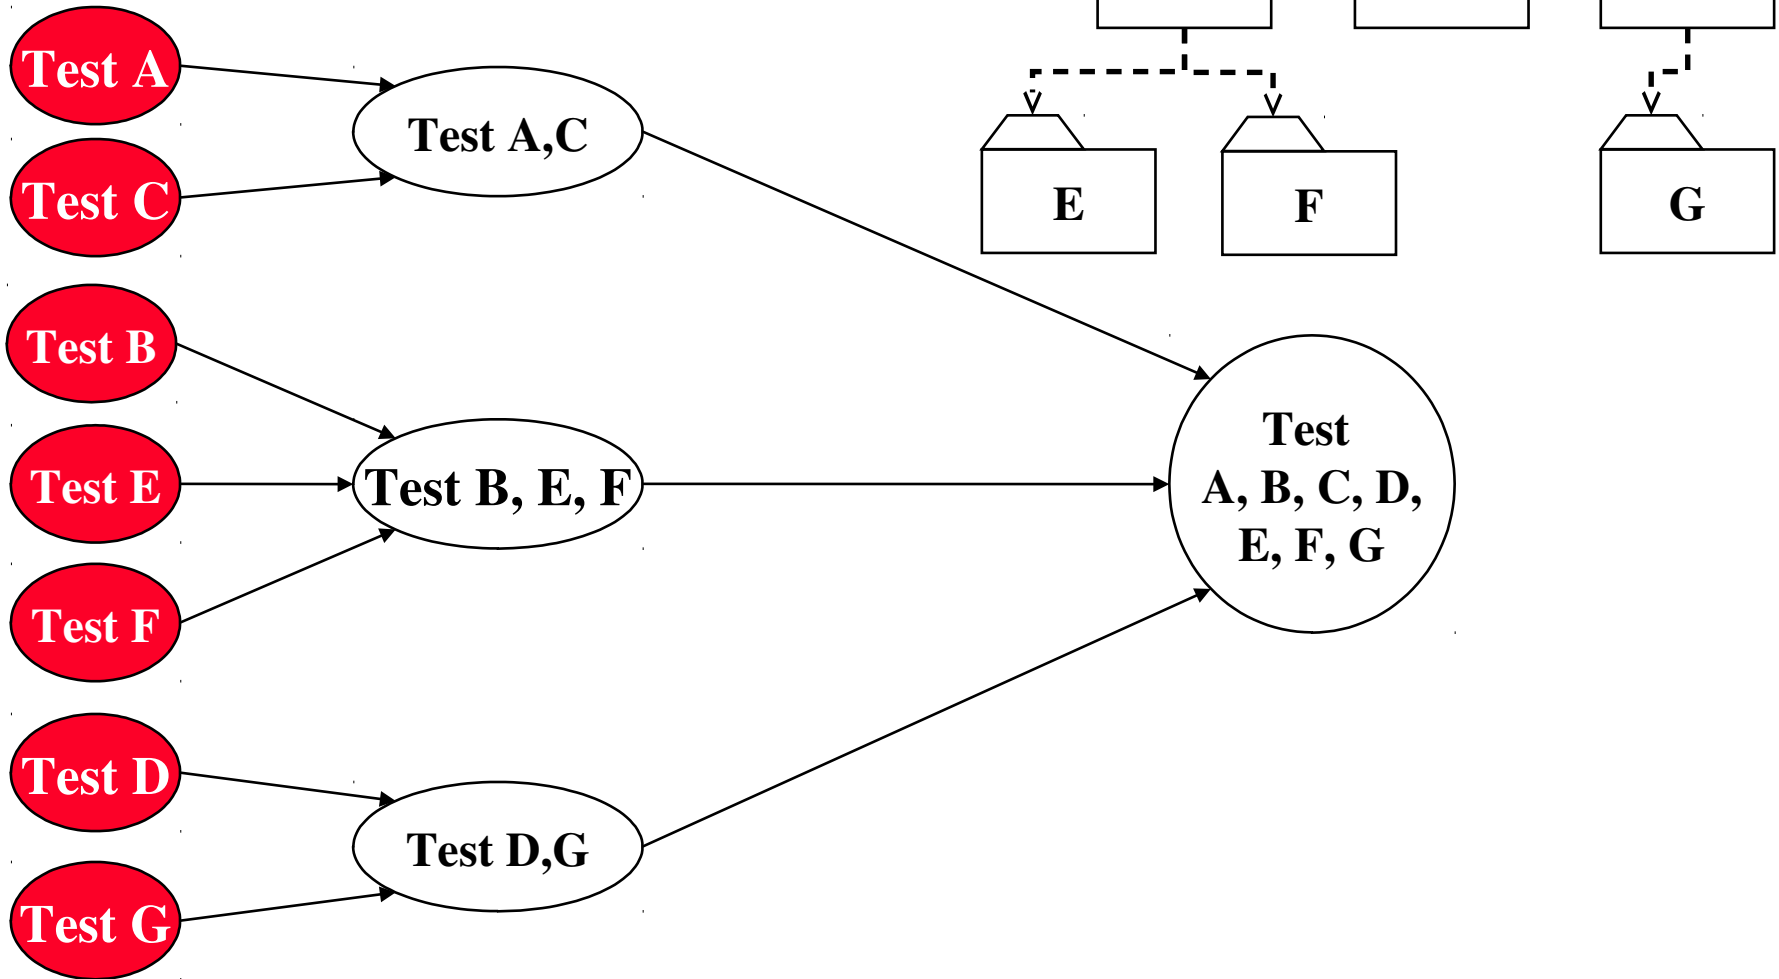 Test A
Test C
Test B
Test E
Test F
Test D
Test G
Test A,C
Test B, E, F
Test D,G
E
F
G
Test
A, B, C, D,
E, F, G